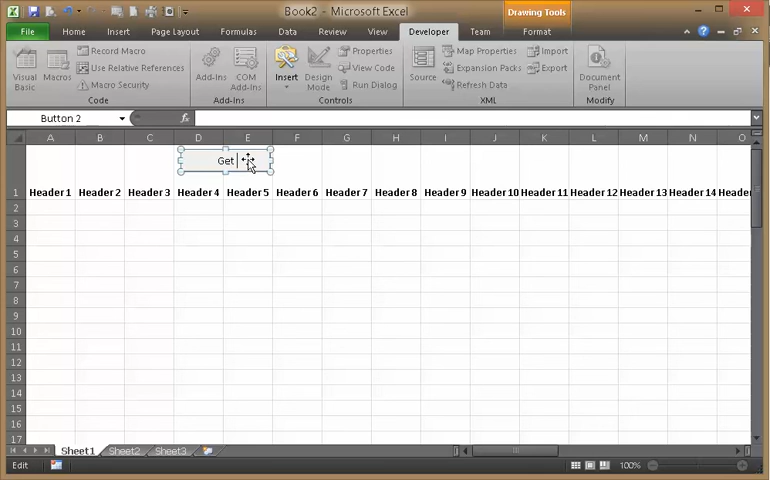 Book2 - Microsoft Excel
Drawing Tools
File Home Insert Page Layout Formulas Data Review View Developer Team Format
Visual Basic
Macros
Record Macro
Use Relative References
Macro Security
Code
Add-Ins
COM Add-Ins
Add-Ins
Insert
Design Mode
Properties
View Code
Run Dialog
Controls
Source
Map Properties
Expansion Packs
Refresh Data
Import
Export
XML
Document Panel
Modify
Button 2
fx
A B C D E F G H I J K L M N O
Get
1 Header 1 Header 2 Header 3 Header 4 Header 5 Header 6 Header 7 Header 8 Header 9 Header 10 Header 11 Header 12 Header 13 Header 14 Heade
2
3
4
5
6
7
8
9
10
11
12
13
14
15
16
17
Sheet1 Sheet2 Sheet3
Edit
100%